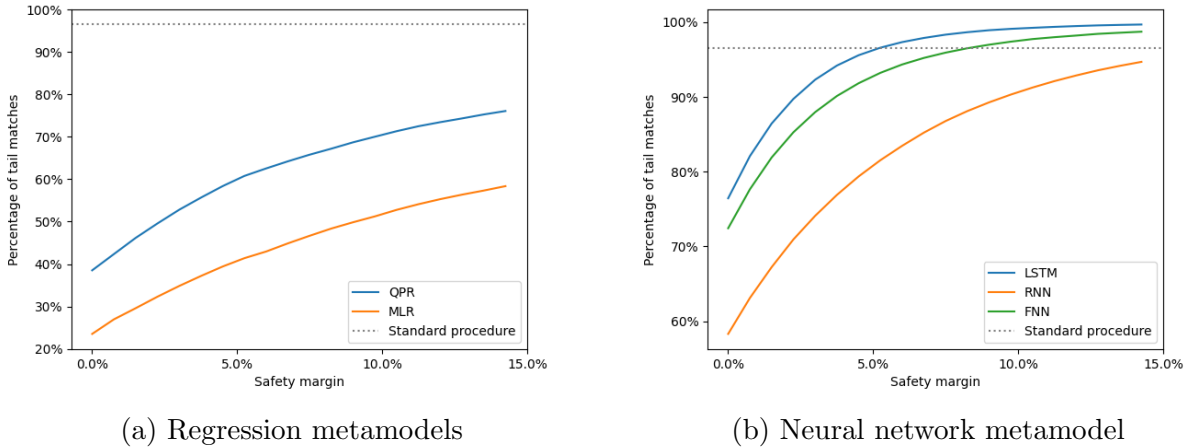 100%
90%
80%
70%
60%
50%
40%
30%
20%
Percentage of tail matches
QPR
MLR
Standard procedure
0.0%
5.0%
10.0%
15.0%
Safety margin
(a) Regression metamodels
100%
90%
80%
70%
60%
Percentage of tail matches
LSTM
RNN
FNN
Standard procedure
0.0%
5.0%
10.0%
15.0%
Safety margin
(b) Neural network metamodel